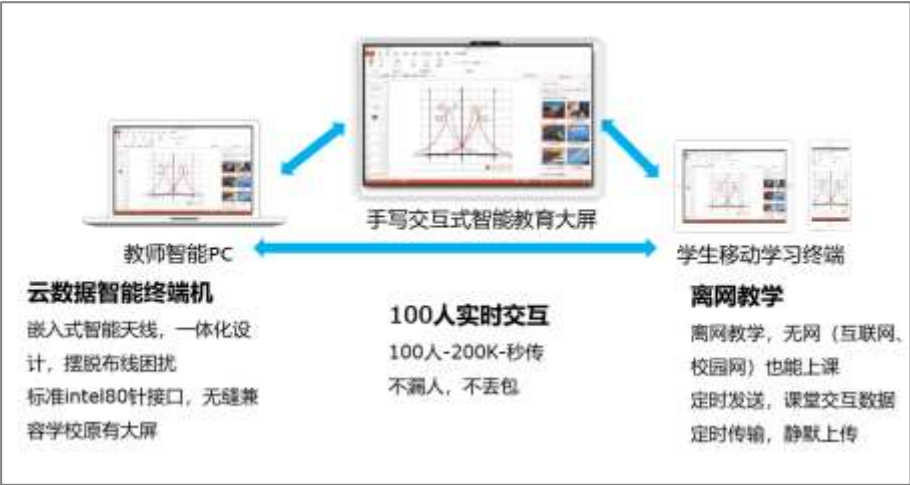 手写交互式智能教育大屏
教师智能PC
学生移动学习终端
云数据智能终端机
嵌入式智能天线，一体化设
计，摆脱布线困扰
标准intel80针接口，无缝兼
容学校原有大屏
100人实时交互
100人-200K-秒传
不漏人，不丢包
离网教学
离网教学，无网（互联网、
校园网）也能上课
定时发送，课堂交互数据
定时传输，静默上传